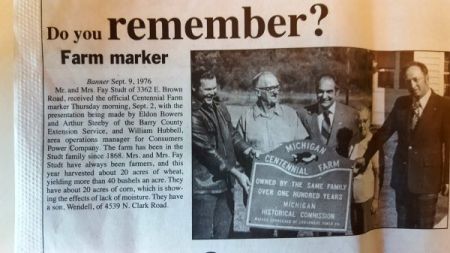 Do you remember?
Farm marker
Banner Sept. 9, 1976
Mr. and Mrs. Fay Studt of 3362 E. Brown
Road, received the official Centennial Farm
marker Thursday morning, Sept. 2, with the
presentation being made by Eldon Bowers
and Arthur Steeby of the Barry County
Extension Service, and William Hubbell,
area operations manager for Consumers
Power Company. The farm has been in the
Studt family since 1868. Mrs. and Mrs. Fay
Studt have always been farmers, and this
year harvested about 20 acres of wheat,
yielding more than 40 bushels an acre. They
have about 20 acres of corn, which is show-
ing the effects of lack of moisture. They have
a son, Wendell, of 4539 N. Clark Road.
MICHIGAN
CENTENNIAL FARM
OWNED BY THE SAME FAMILY
OVER ONE HUNDRED YEARS
MICHIGAN
HISTORICAL COMMISSION